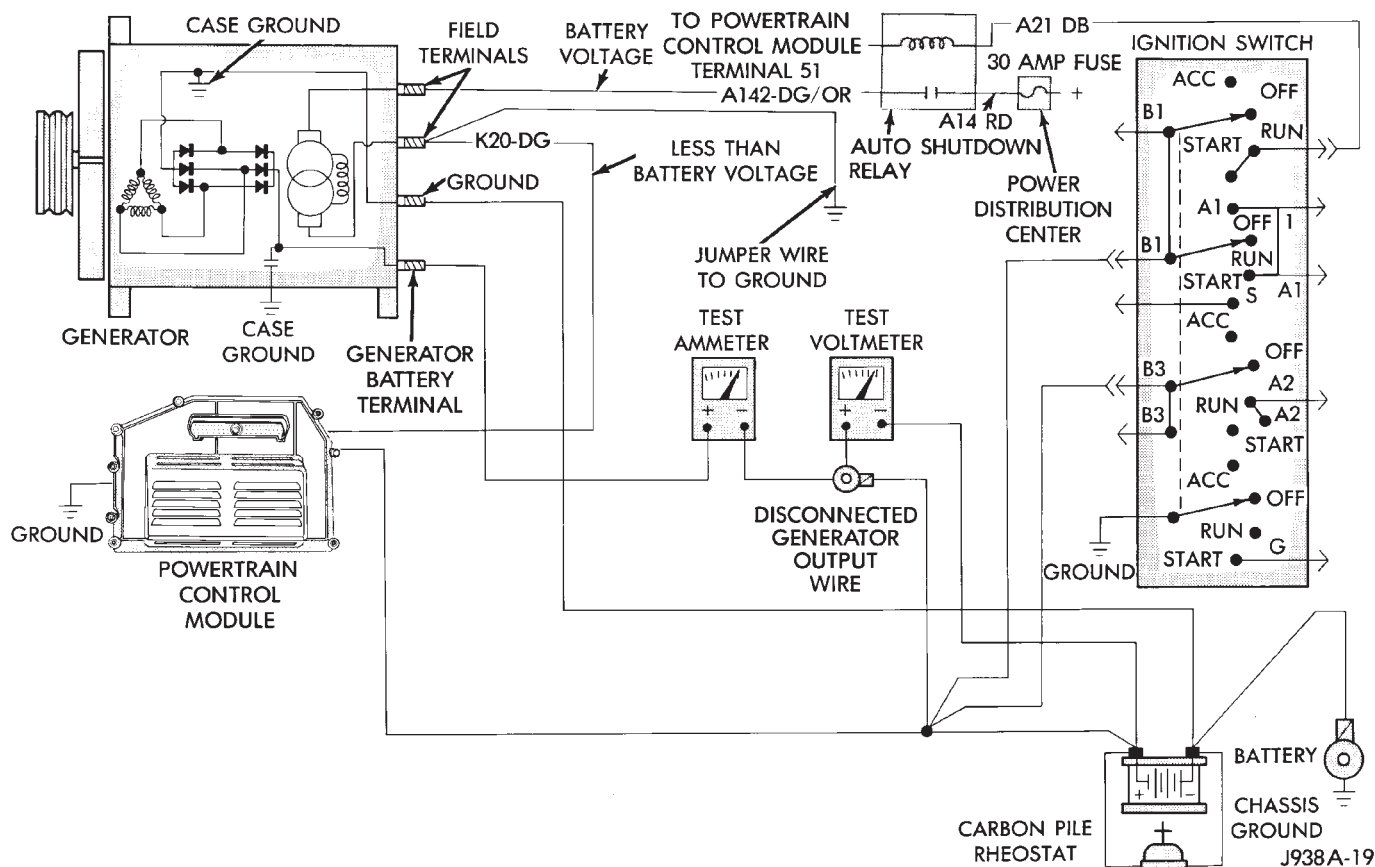 CASE GROUND
FIELD
TERMINALS
BATTERY
VOLTAGE
TO POWERTRAIN
CONTROL MODULE
TERMINAL 51
A142-DG/OR
A21 DB
30 AMP FUSE
+
A14 RD
AUTO SHUTDOWN
RELAY
POWER
DISTRIBUTION
CENTER
IGNITION SWITCH
ACC
OFF
B1
RUN
START
A1
1
OFF
B1
RUN
START
A1
S
ACC
OFF
B3
A2
RUN
A2
B3
START
ACC
OFF
RUN
G
START
GROUND
K20-DG
LESS THAN
BATTERY VOLTAGE
GROUND
JUMPER WIRE
TO GROUND
GENERATOR
CASE
GROUND
GENERATOR
BATTERY
TERMINAL
TEST
AMMETER
+ −
TEST
VOLTMETER
+ −
DISCONNECTED
GENERATOR
OUTPUT
WIRE
GROUND
POWERTRAIN
CONTROL
MODULE
BATTERY
+ −
CHASSIS
GROUND
CARBON PILE
RHEOSTAT
J938A-19